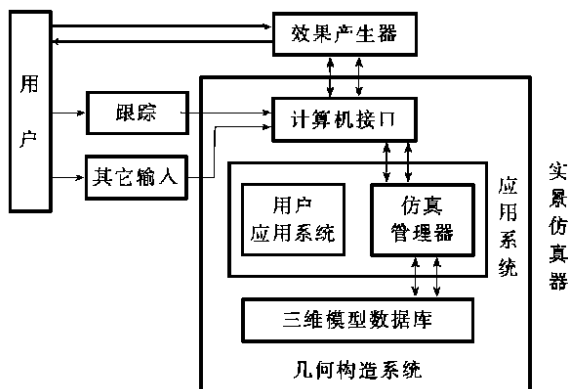 效果产生器
用户
跟踪
计算机接口
其它输入
用户
应用系统
仿真
管理器
应用系统
实景仿真器
三维模型数据库
几何构造系统